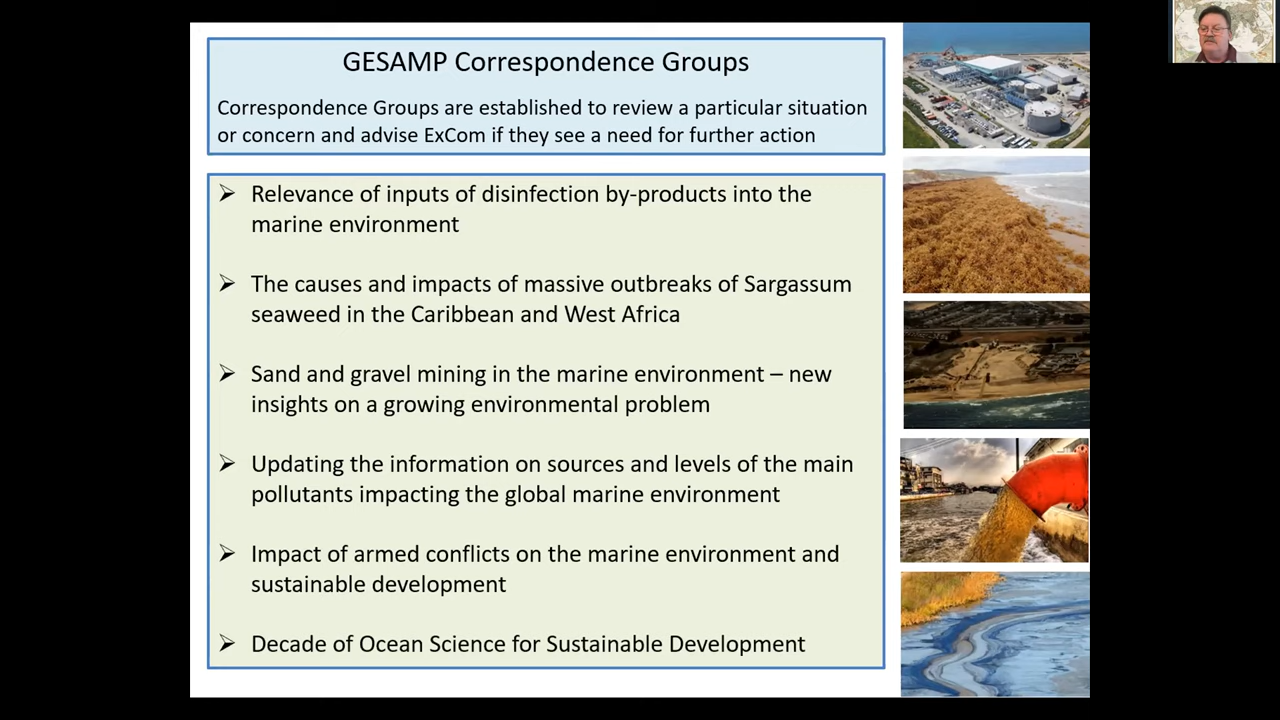 GESAMP Correspondence Groups
Correspondence Groups are established to review a particular situation
or concern and advise ExCom if they see a need for further action
➢ Relevance of inputs of disinfection by-products into the
marine environment
➢ The causes and impacts of massive outbreaks of Sargassum
seaweed in the Caribbean and West Africa
➢ Sand and gravel mining in the marine environment – new
insights on a growing environmental problem
➢ Updating the information on sources and levels of the main
pollutants impacting the global marine environment
➢ Impact of armed conflicts on the marine environment and
sustainable development
➢ Decade of Ocean Science for Sustainable Development